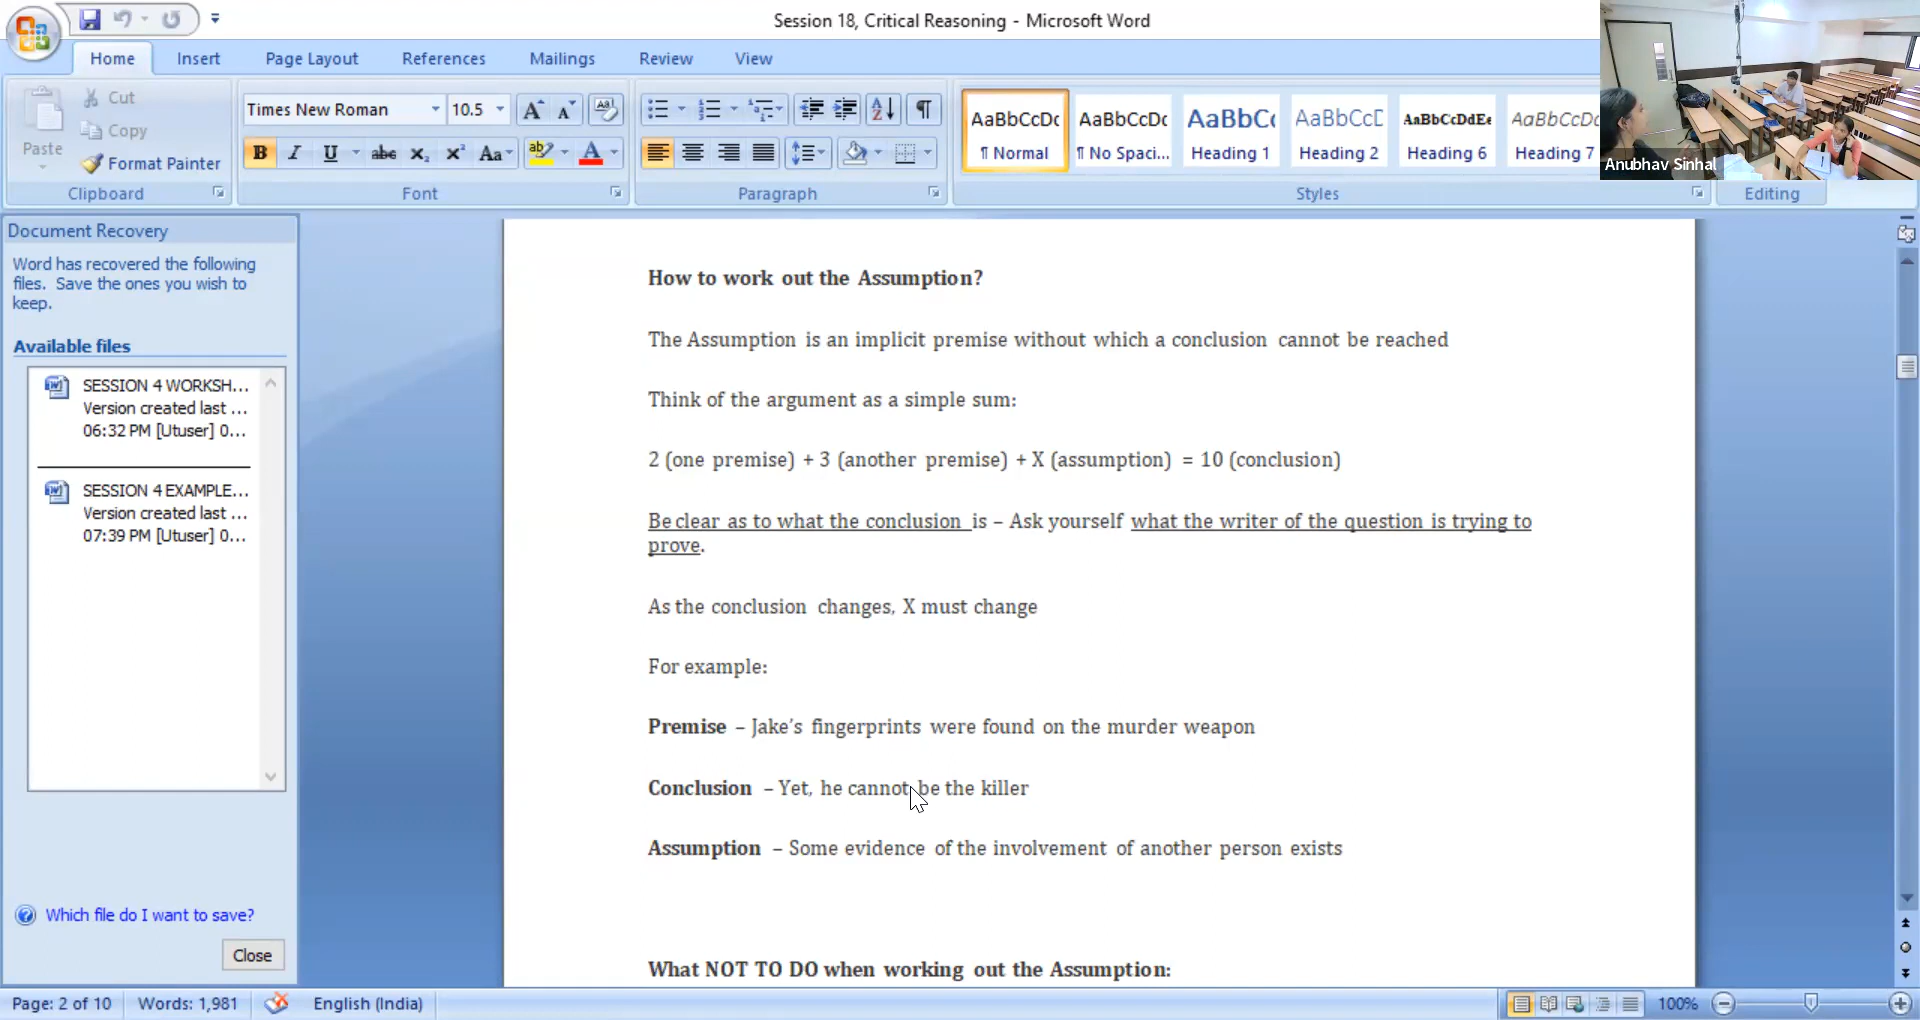 Session 18, Critical Reasoning - Microsoft Word
Home
Insert
Page Layout
References
Mailings
Review
View
Paste
Cut
Copy
Format Painter
Clipboard
Times New Roman
10.5
Font
Paragraph
AaBbCcDc
¶ Normal
AaBbCcDc
¶ No Spaci...
AaBbC
Heading 1
AaBbCc
Heading 2
AaBbCcDdEe
Heading 6
AaBbCcDc
Heading 7
Styles
Editing
Anubhav Sinhal
Document Recovery
Word has recovered the following
files. Save the ones you wish to
keep.
Available files
SESSION 4 WORKSH...
Version created last ...
06:32 PM [Utuser] 0...
SESSION 4 EXAMPLE...
Version created last ...
07:39 PM [Utuser] 0...
Which file do I want to save?
Close
How to work out the Assumption?
The Assumption is an implicit premise without which a conclusion cannot be reached
Think of the argument as a simple sum:
2 (one premise) + 3 (another premise) + X (assumption) = 10 (conclusion)
Be clear as to what the conclusion is – Ask yourself what the writer of the question is trying to
prove.
As the conclusion changes, X must change
For example:
Premise – Jake's fingerprints were found on the murder weapon
Conclusion – Yet, he cannot be the killer
Assumption – Some evidence of the involvement of another person exists
What NOT TO DO when working out the Assumption:
Page: 2 of 10
Words: 1,981
English (India)
100%